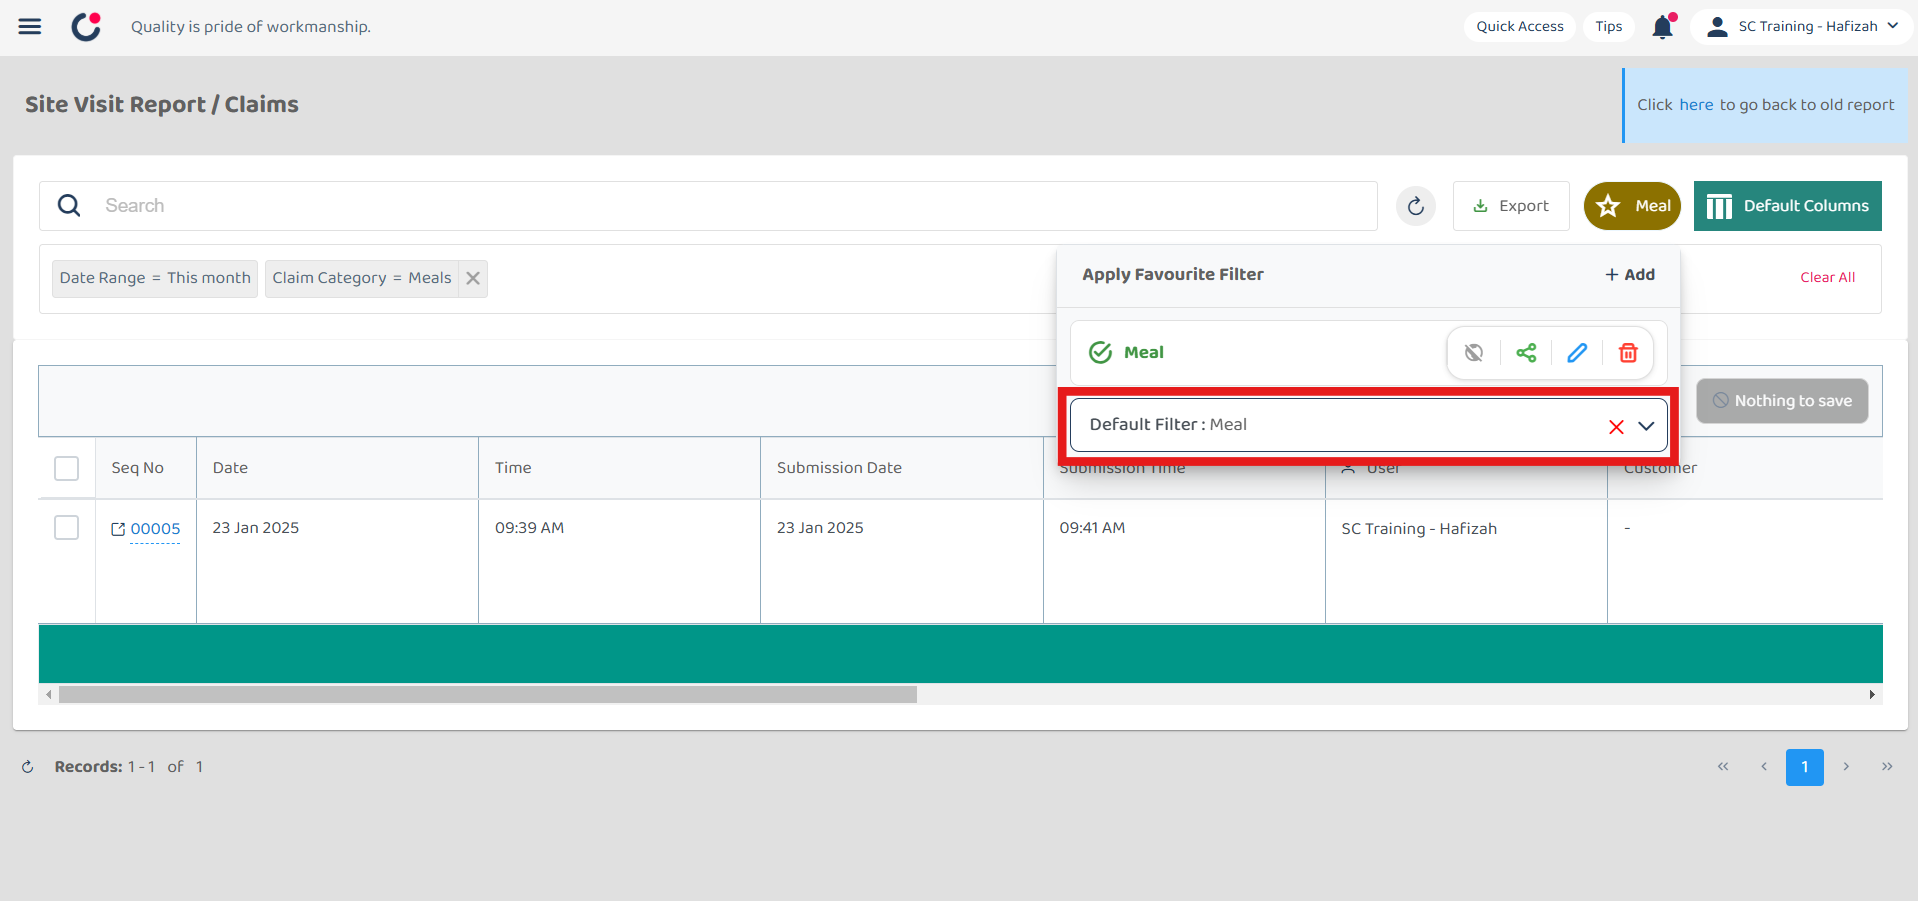 Quality is pride of workmanship.
Quick Access
Tips
SC Training - Hafizah
Site Visit Report / Claims
Click here to go back to old report
Search
Export
Meal
Default Columns
Date Range = This month
Claim Category = Meals
Clear All
Apply Favourite Filter
+ Add
Meal
Default Filter : Meal
Nothing to save
Seq No
Date
Time
Submission Date
Submission Time
User
Customer
00005
23 Jan 2025
09:39 AM
23 Jan 2025
09:41 AM
SC Training - Hafizah
-
Records: 1 - 1 of 1
« ‹ 1 › »